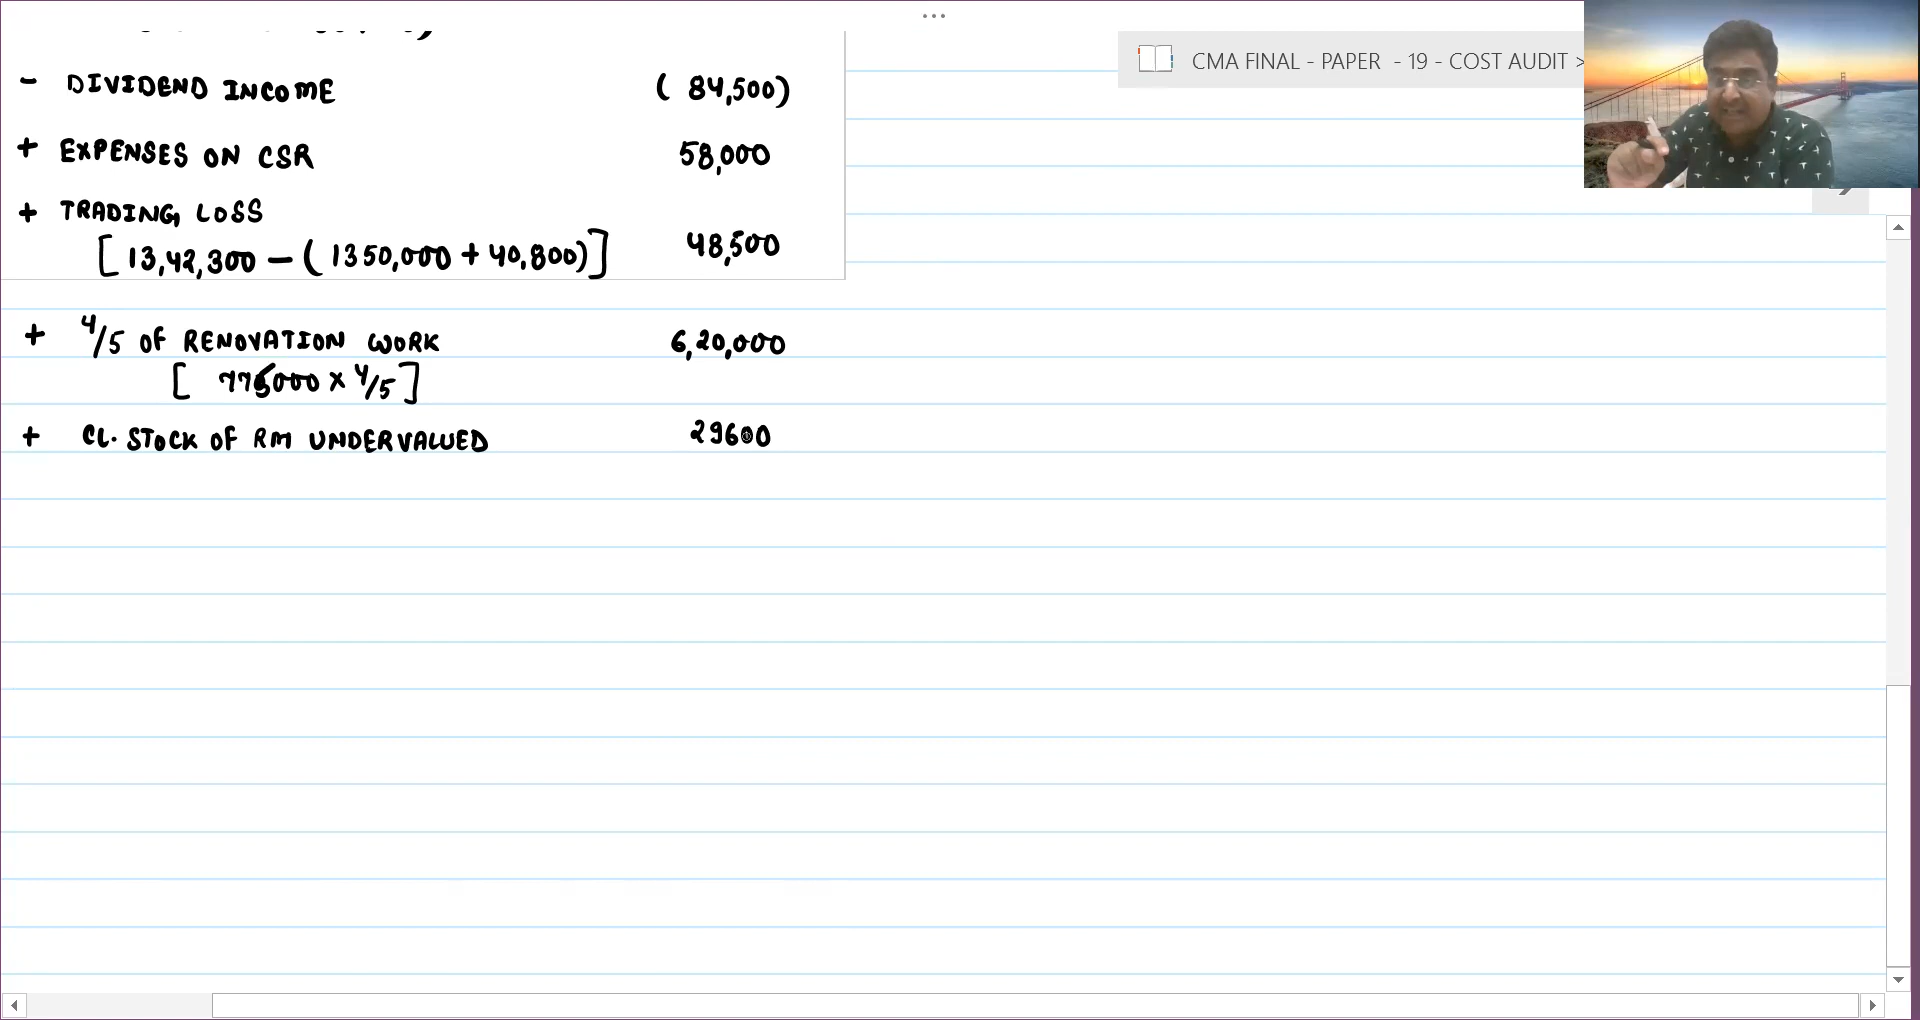 - DIVIDEND INCOME (84,500)
+ EXPENSES ON CSR 58,000
+ TRADING LOSS
[13,42,300 - (1350,000 + 40,800)] 48,500
+ 4/5 OF RENOVATION WORK 6,20,000
[775000 x 4/5]
+ CL. STOCK OF RM UNDERVALUED 29600
CMA FINAL - PAPER - 19 - COST AUDIT >